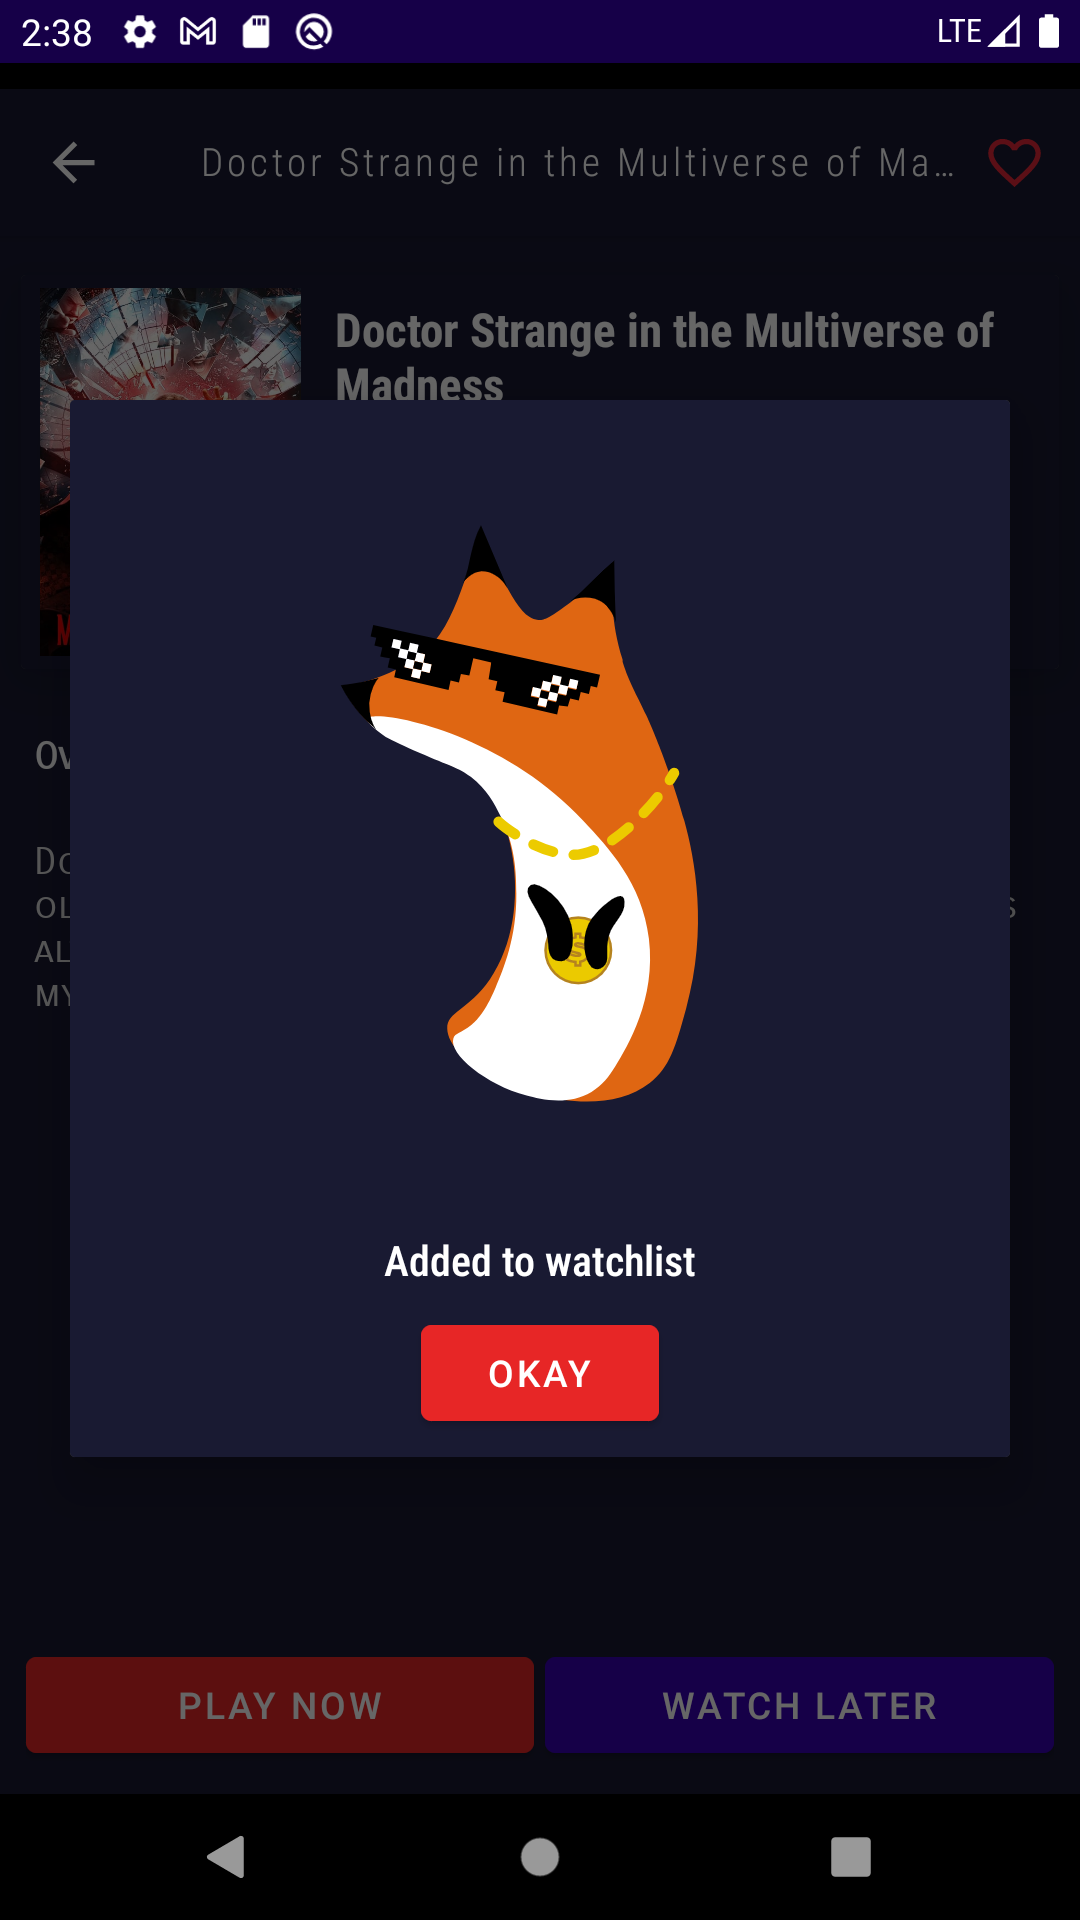 2:38
LTE
Doctor Strange in the Multiverse of Ma...
Doctor Strange in the Multiverse of
Madness
M
Ov
Do
OL S
AL
MY
Added to watchlist
OKAY
PLAY NOW WATCH LATER